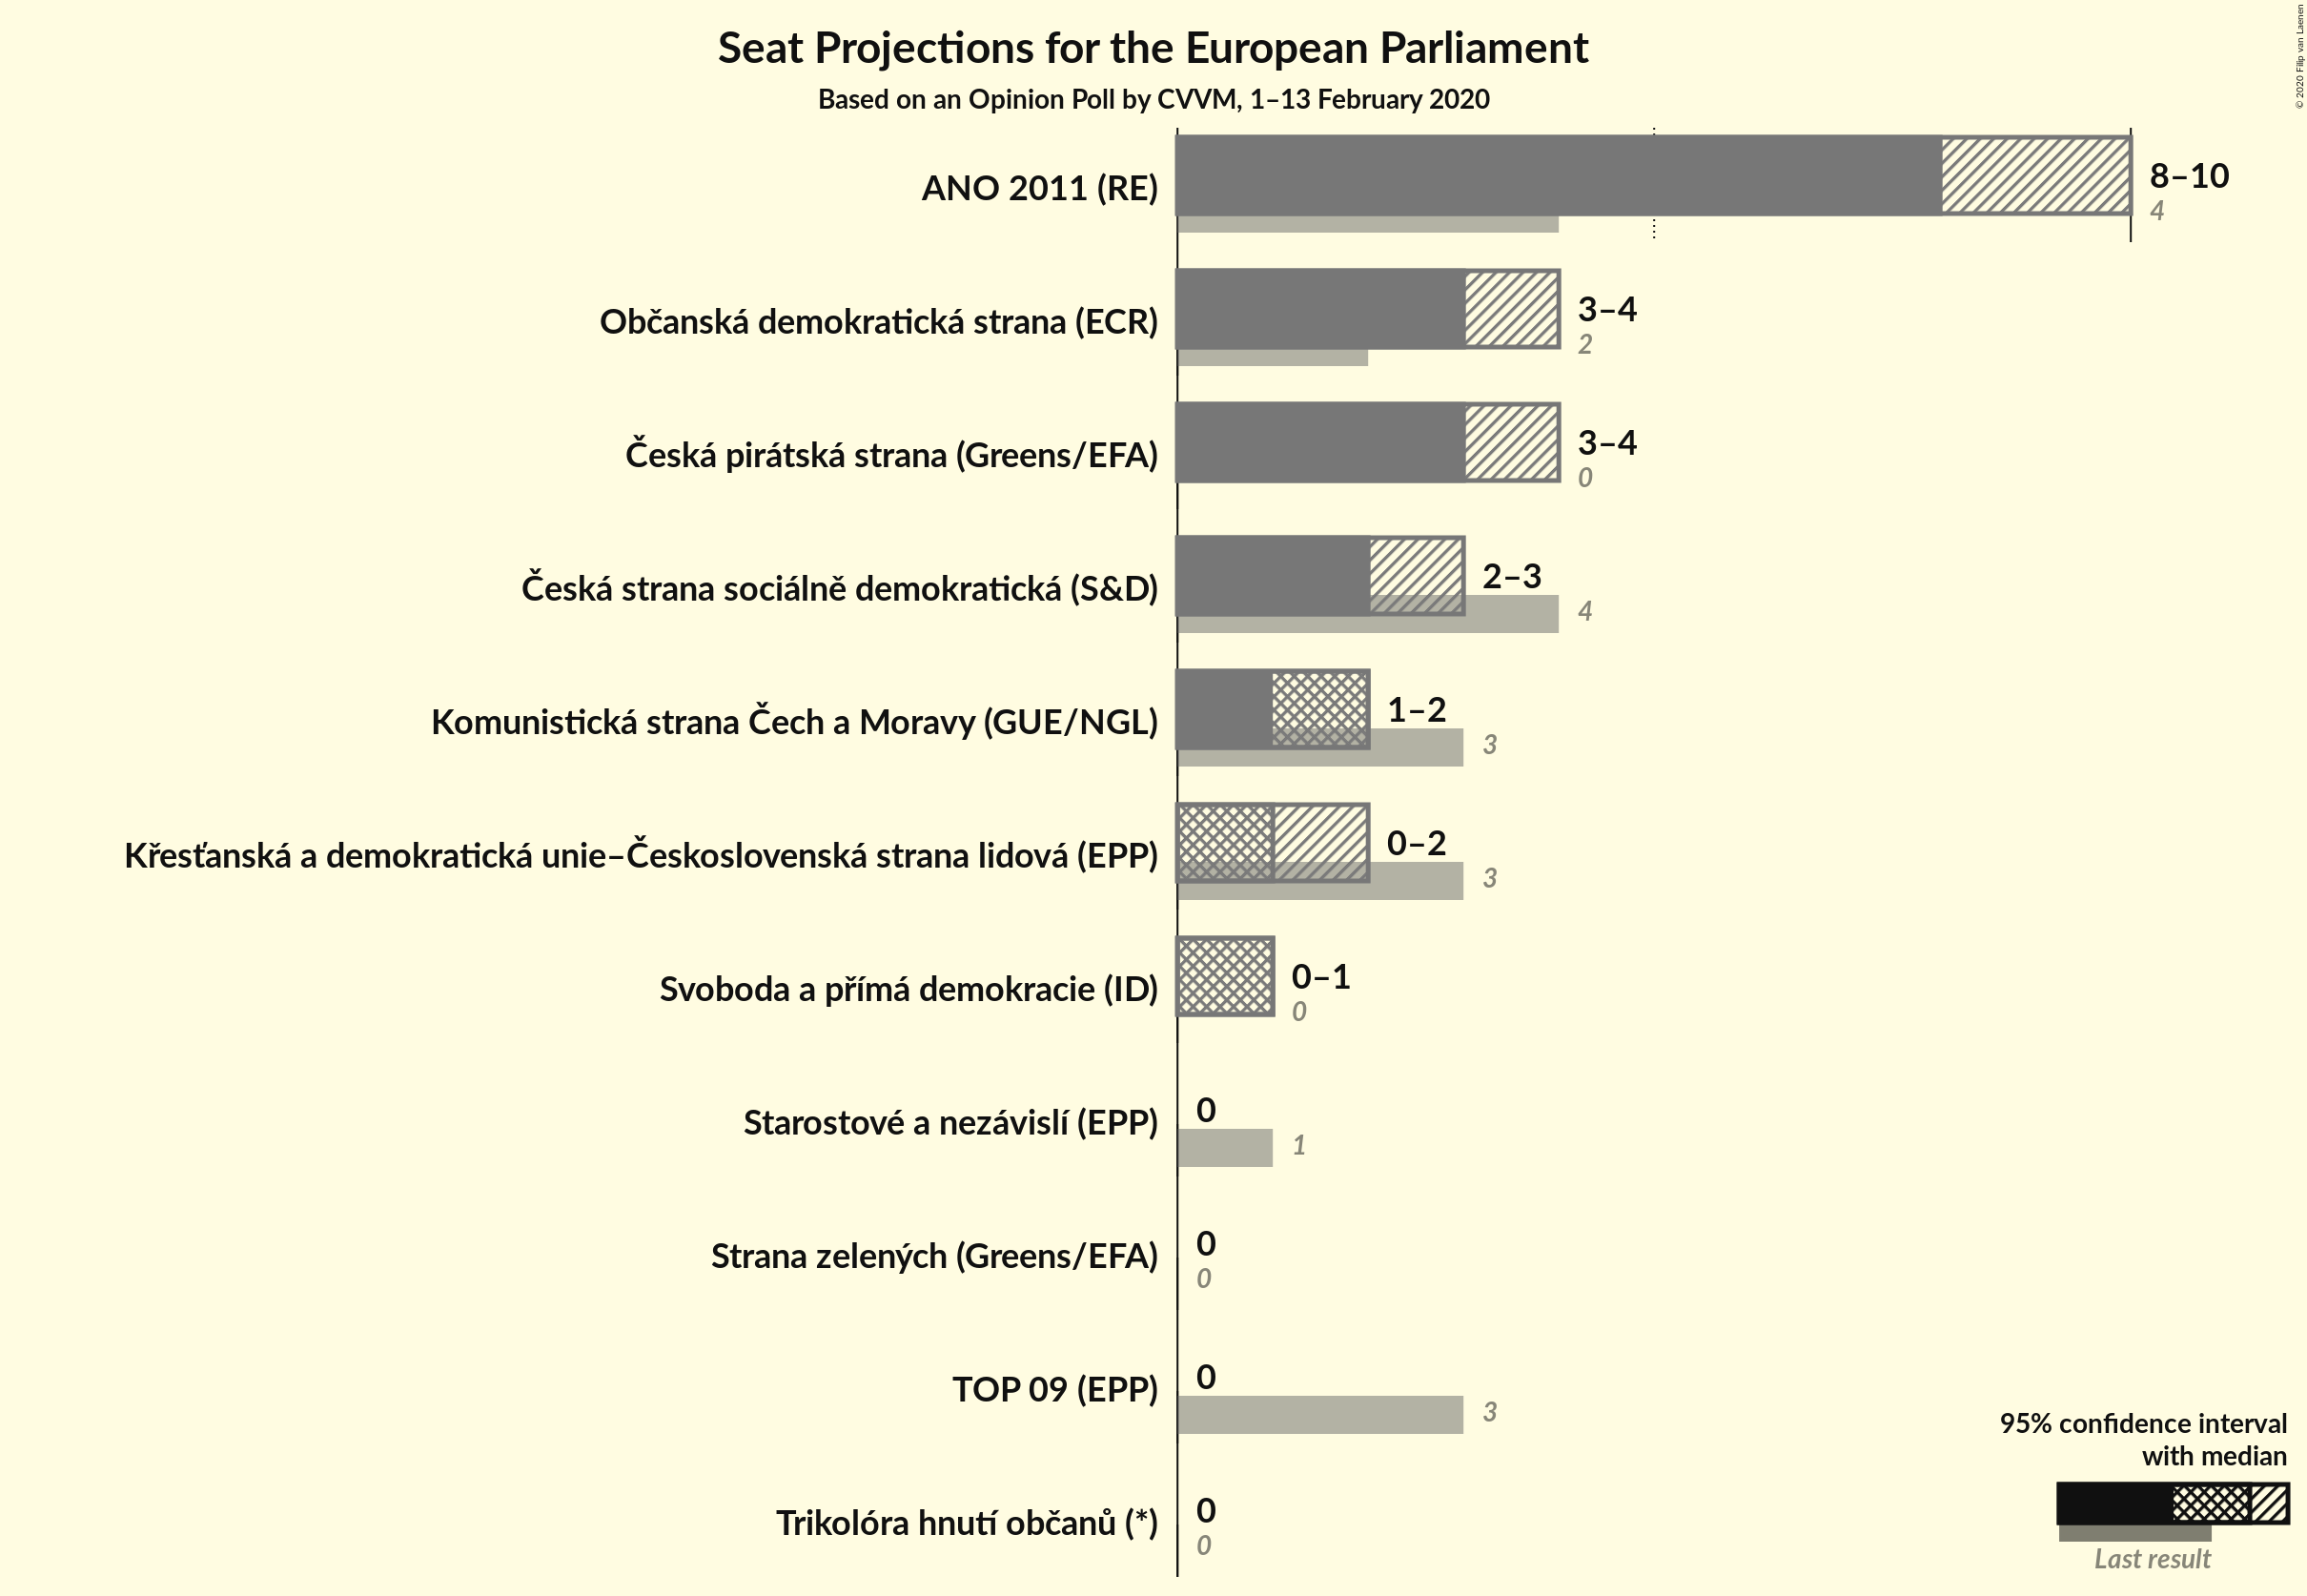 Seat Projections for the European Parliament
Based on an Opinion Poll by CVVM, 1–13 February 2020
© 2020 Filip van Laenen
ANO 2011 (RE)
8–10
4
Občanská demokratická strana (ECR)
3–4
2
Česká pirátská strana (Greens/EFA)
3–4
0
Česká strana sociálně demokratická (S&D)
2–3
4
Komunistická strana Čech a Moravy (GUE/NGL)
1–2
3
Křesťanská a demokratická unie–Československá strana lidová (EPP)
0–2
3
Svoboda a přímá demokracie (ID)
0–1
0
Starostové a nezávislí (EPP)
0
1
Strana zelených (Greens/EFA)
0
0
TOP 09 (EPP)
0
3
Trikolóra hnutí občanů (*)
0
0
95% confidence interval
with median
Last result